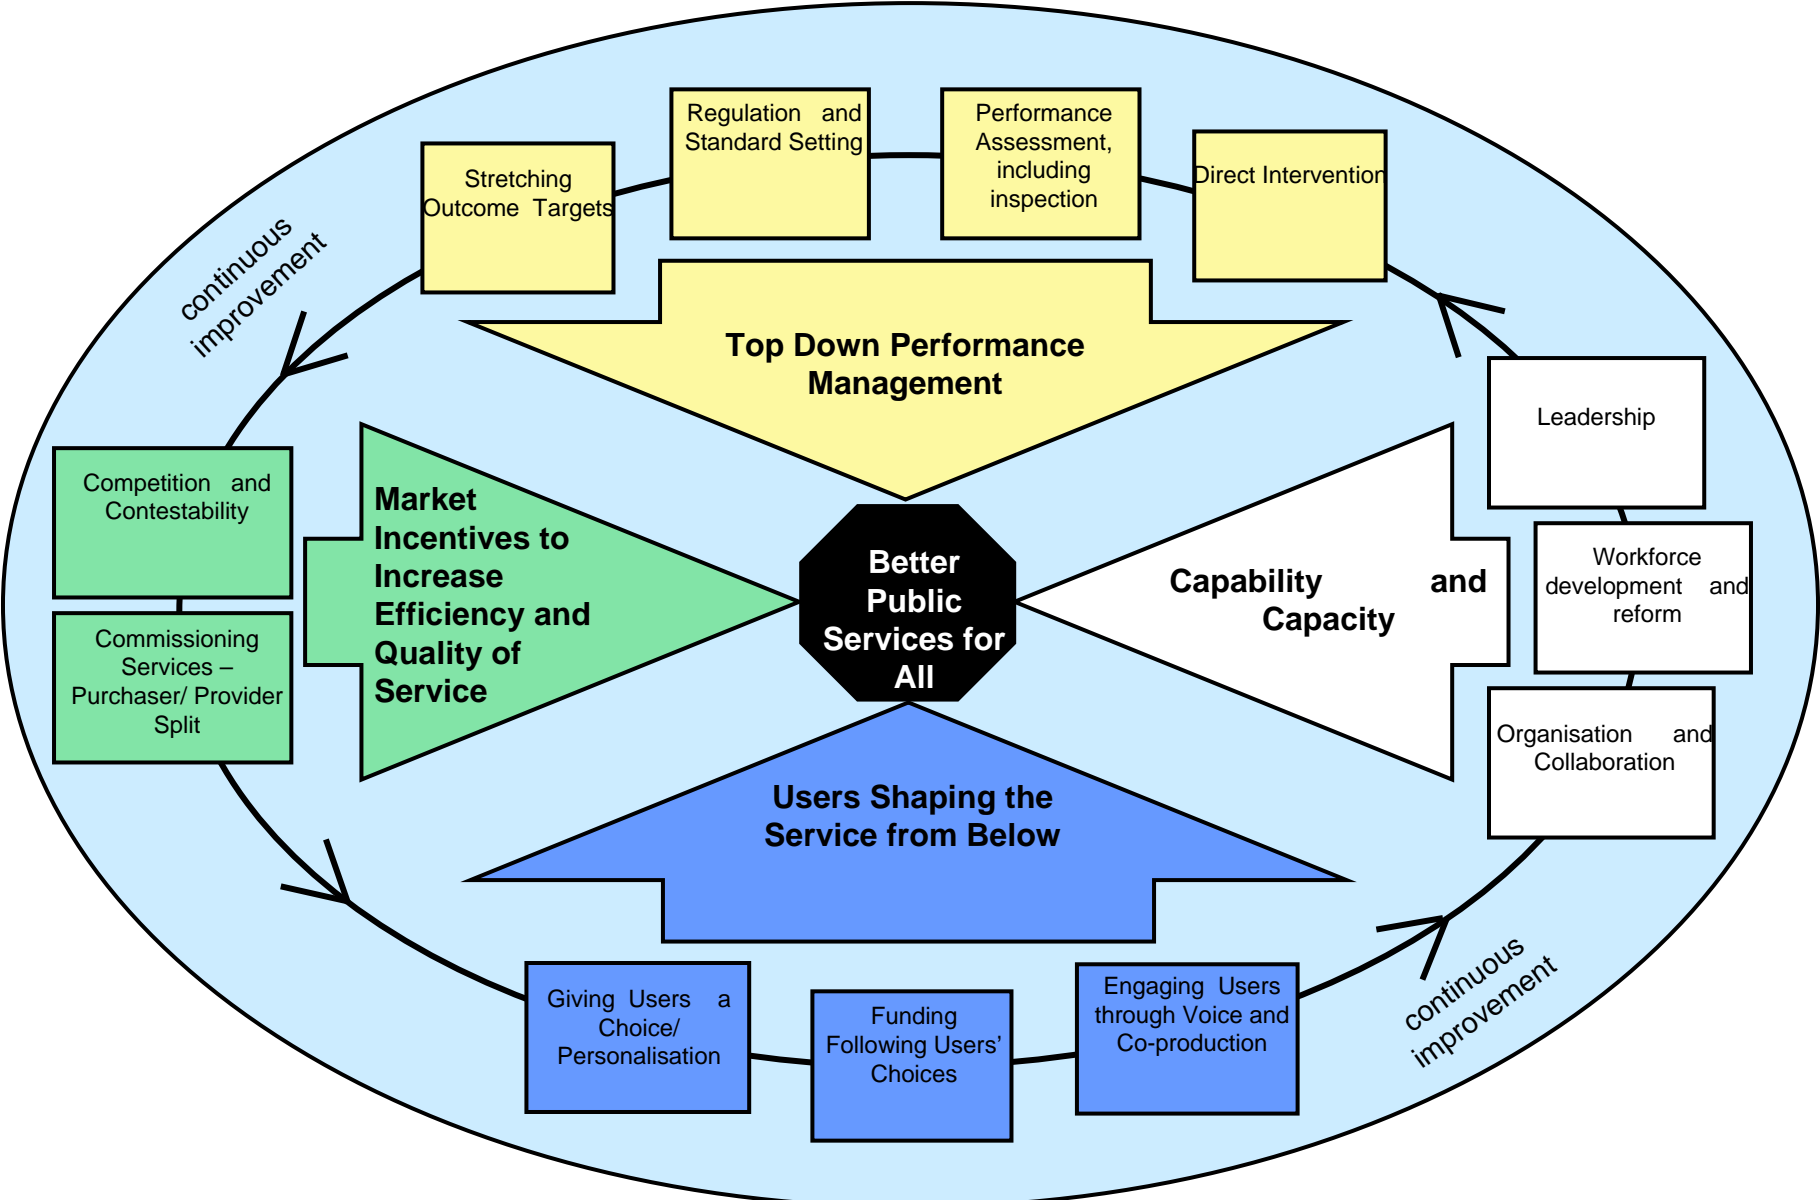 Regulation and
Standard Setting
Performance
Assessment,
including
inspection
Stretching
Outcome Targets
Direct Intervention
continuous
improvement
Top Down Performance
Management
Leadership
Competition and
Contestability
Market
Incentives to
Increase
Efficiency and
Quality of
Service
Better
Public
Services for
All
Capability and
Capacity
Workforce
development and
reform
Commissioning
Services –
Purchaser/ Provider
Split
Organisation and
Collaboration
Users Shaping the
Service from Below
Giving Users a
Choice/
Personalisation
Funding
Following Users’
Choices
Engaging Users
through Voice and
Co-production
continuous
improvement